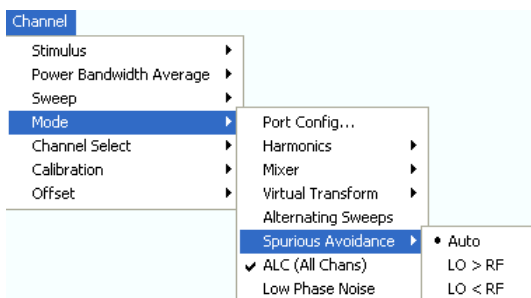 Channel
Stimulus
Power Bandwidth Average
Sweep
Mode
Channel Select
Calibration
Offset
Port Config...
Harmonics
Mixer
Virtual Transform
Alternating Sweeps
Spurious Avoidance
ALC (All Chans)
Low Phase Noise
Auto
LO > RF
LO < RF